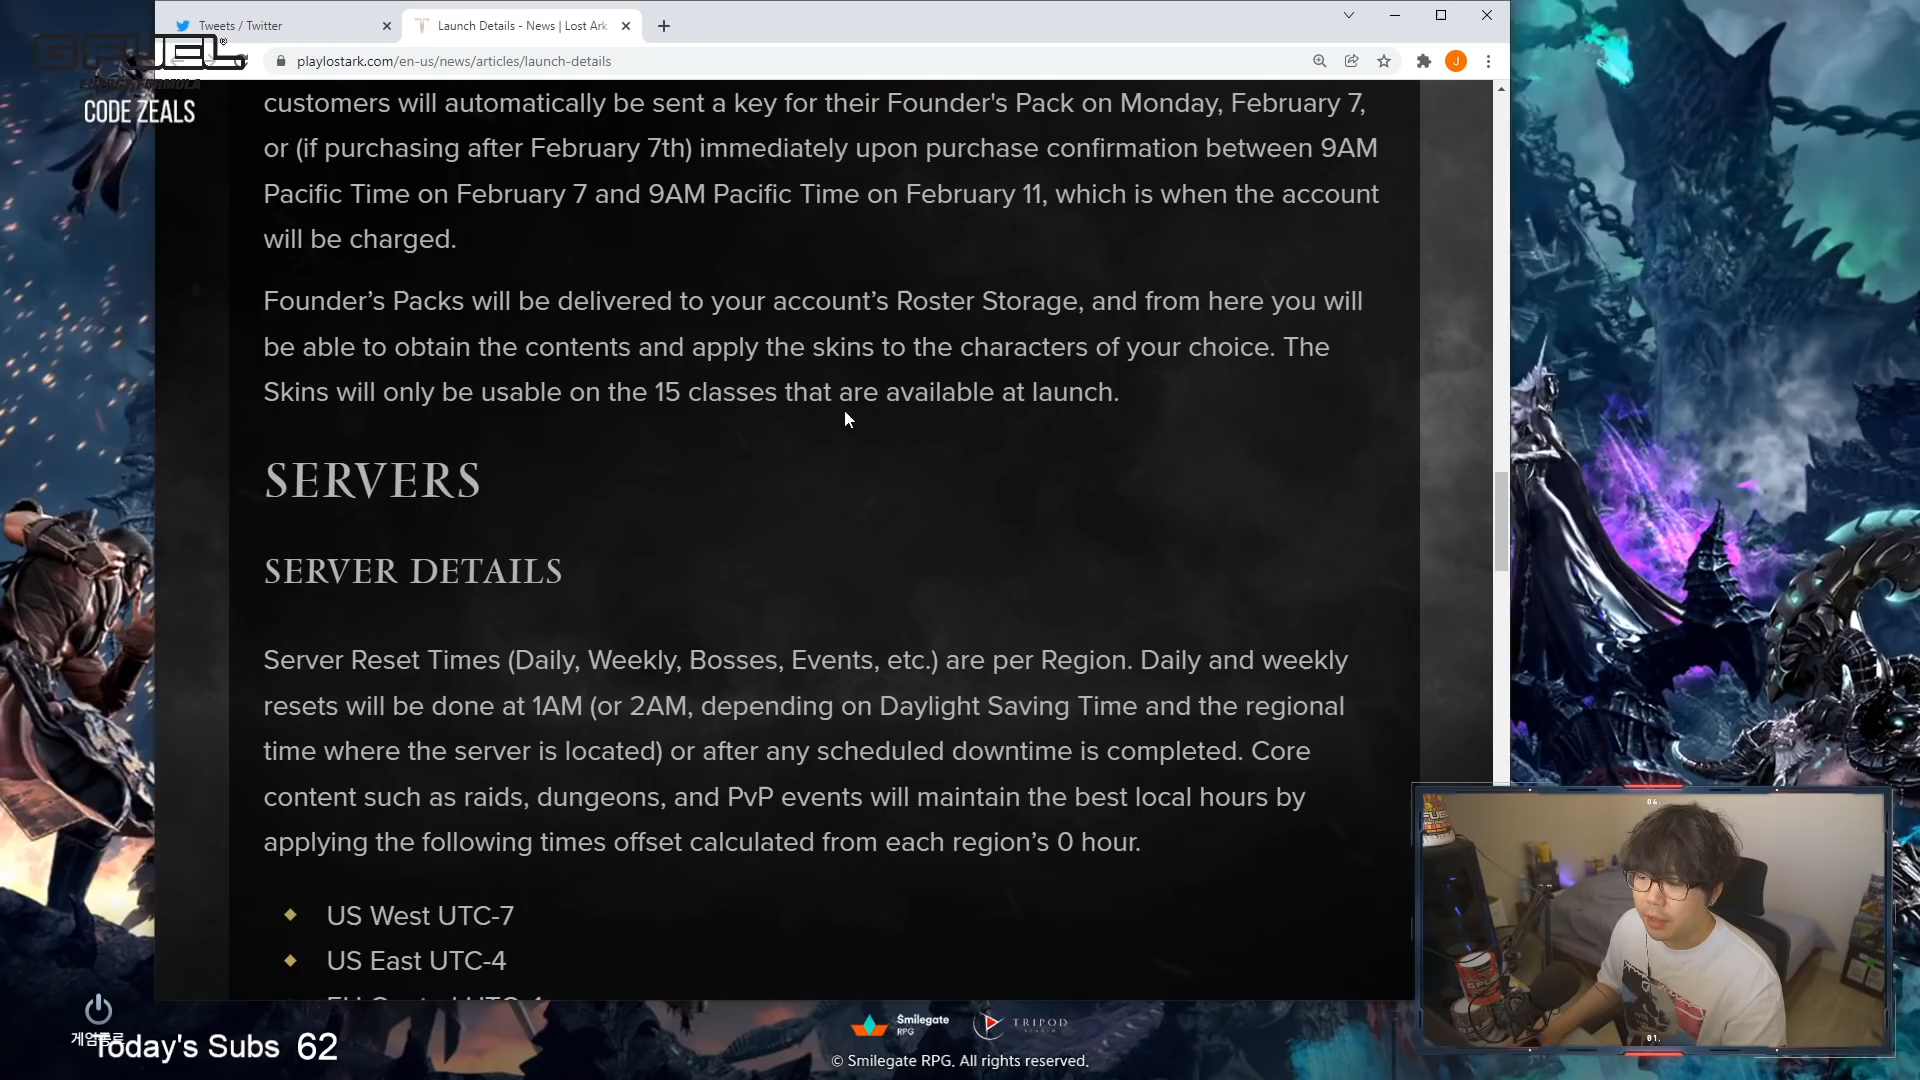 Tweets / Twitter
Launch Details - News | Lost Ark
playlostark.com/en-us/news/articles/launch-details
J
GFUEL®
ENERGY FORMULA
CODE ZEALS
customers will automatically be sent a key for their Founder's Pack on Monday, February 7,
or (if purchasing after February 7th) immediately upon purchase confirmation between 9AM
Pacific Time on February 7 and 9AM Pacific Time on February 11, which is when the account
will be charged.
Founder’s Packs will be delivered to your account’s Roster Storage, and from here you will
be able to obtain the contents and apply the skins to the characters of your choice. The
Skins will only be usable on the 15 classes that are available at launch.
SERVERS
SERVER DETAILS
Server Reset Times (Daily, Weekly, Bosses, Events, etc.) are per Region. Daily and weekly
resets will be done at 1AM (or 2AM, depending on Daylight Saving Time and the regional
time where the server is located) or after any scheduled downtime is completed. Core
content such as raids, dungeons, and PvP events will maintain the best local hours by
applying the following times offset calculated from each region’s 0 hour.
US West UTC-7
US East UTC-4
04.
01.
게임종료
Today's Subs 62
Smilegate
RPG
TRIPOD
STUDIO
© Smilegate RPG. All rights reserved.